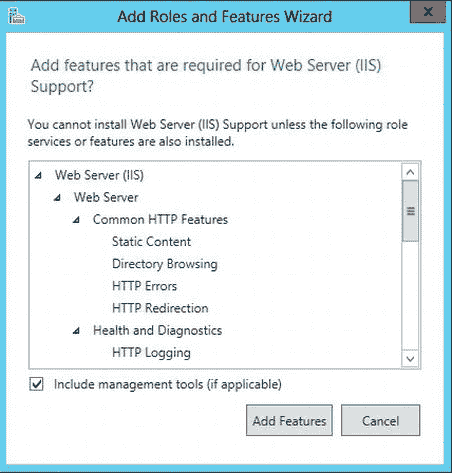 Add Roles and Features Wizard
Add features that are required for Web Server (IIS)
Support?
You cannot install Web Server (IIS) Support unless the following role
services or features are also installed.
Web Server (IIS)
Web Server
Common HTTP Features
Static Content
Directory Browsing
HTTP Errors
HTTP Redirection
Health and Diagnostics
HTTP Logging
Include management tools (if applicable)
Add Features
Cancel